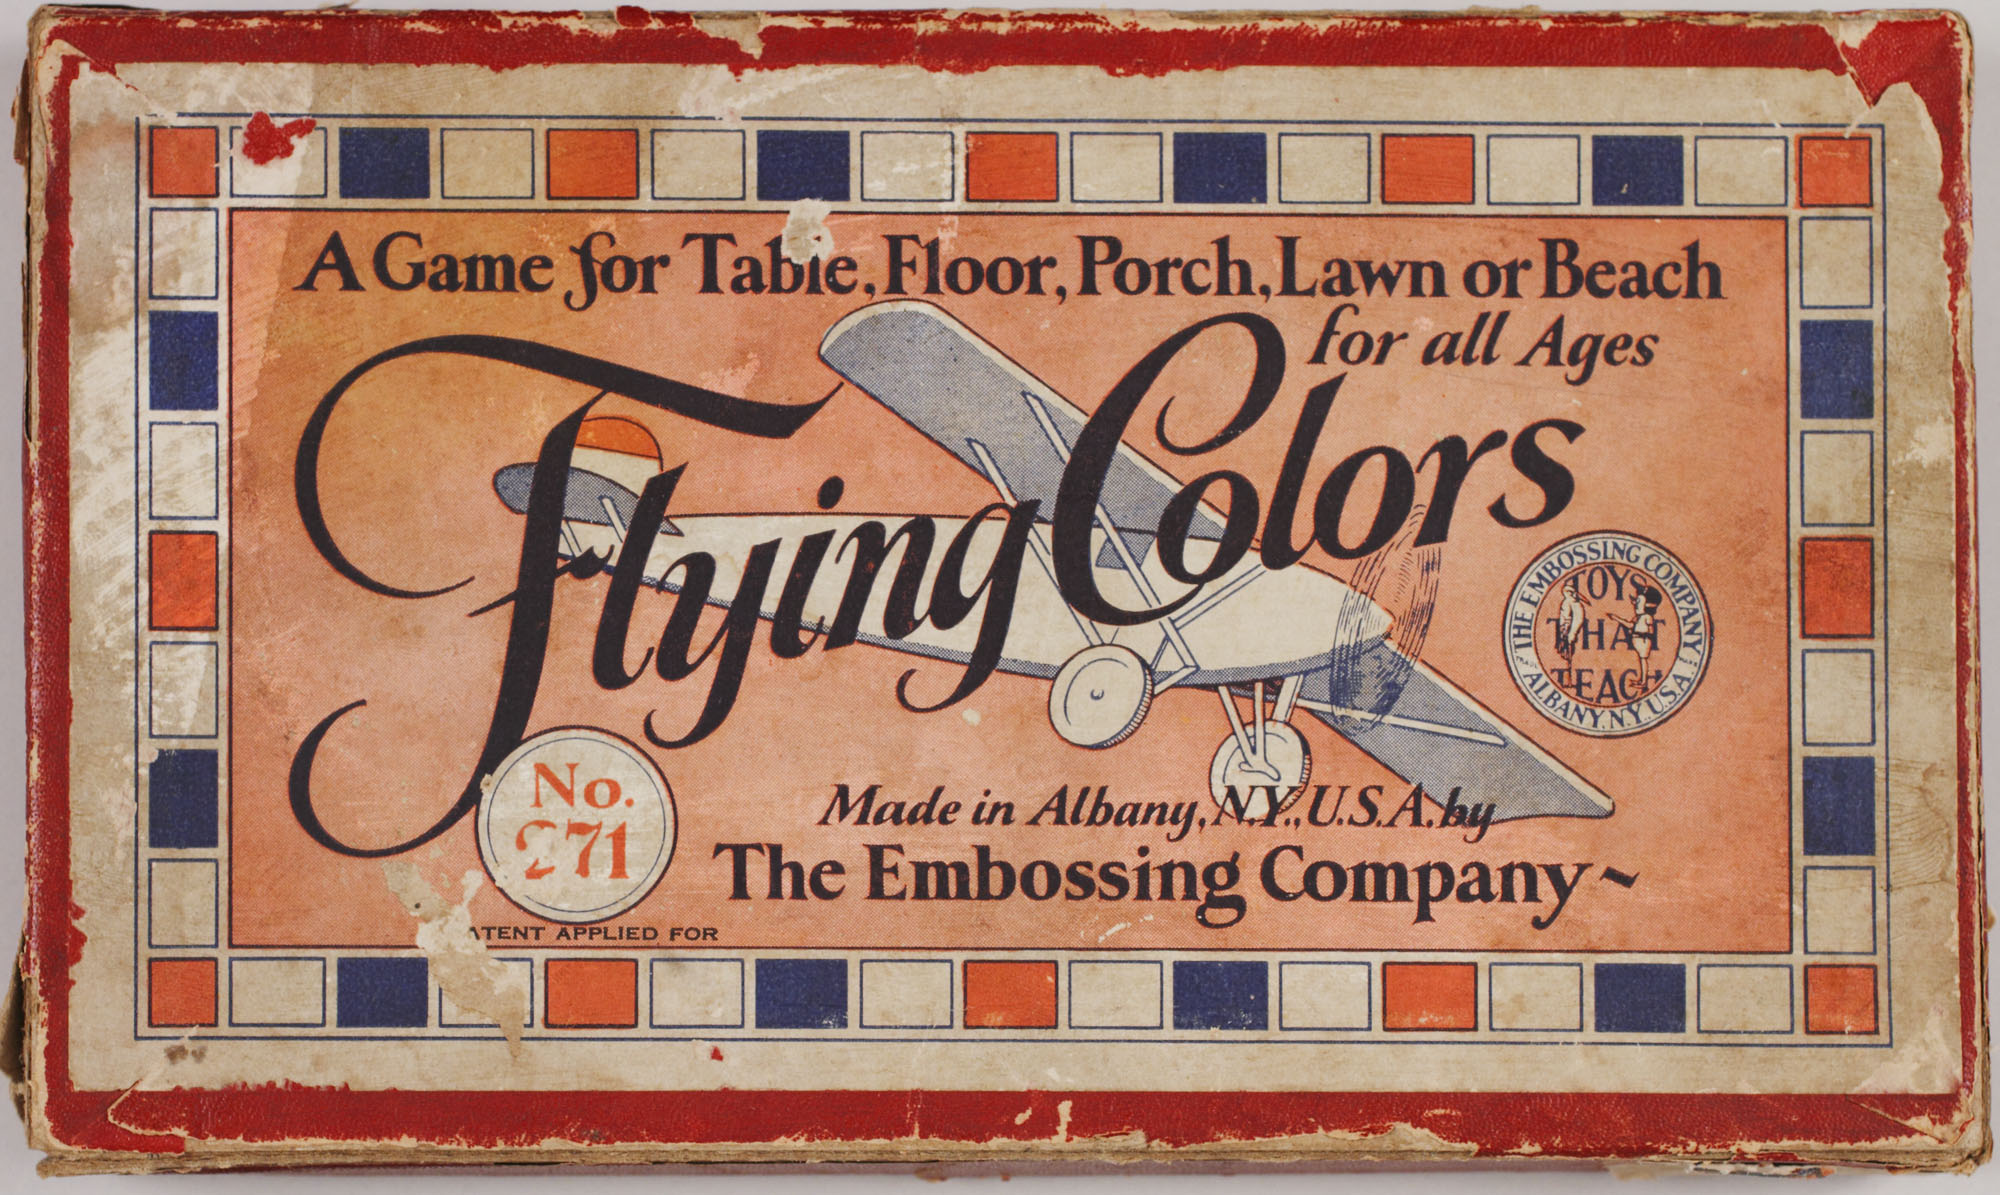 A Game for Table, Floor, Porch, Lawn or Beach
for all Ages
Flying Colors
THE EMBOSSING COMPANY
TOYS
THAT
TEACH
ALBANY, N.Y. U.S.A.
No.
271
Made in Albany, N.Y., U.S.A. by
The Embossing Company ~
ATENT APPLIED FOR